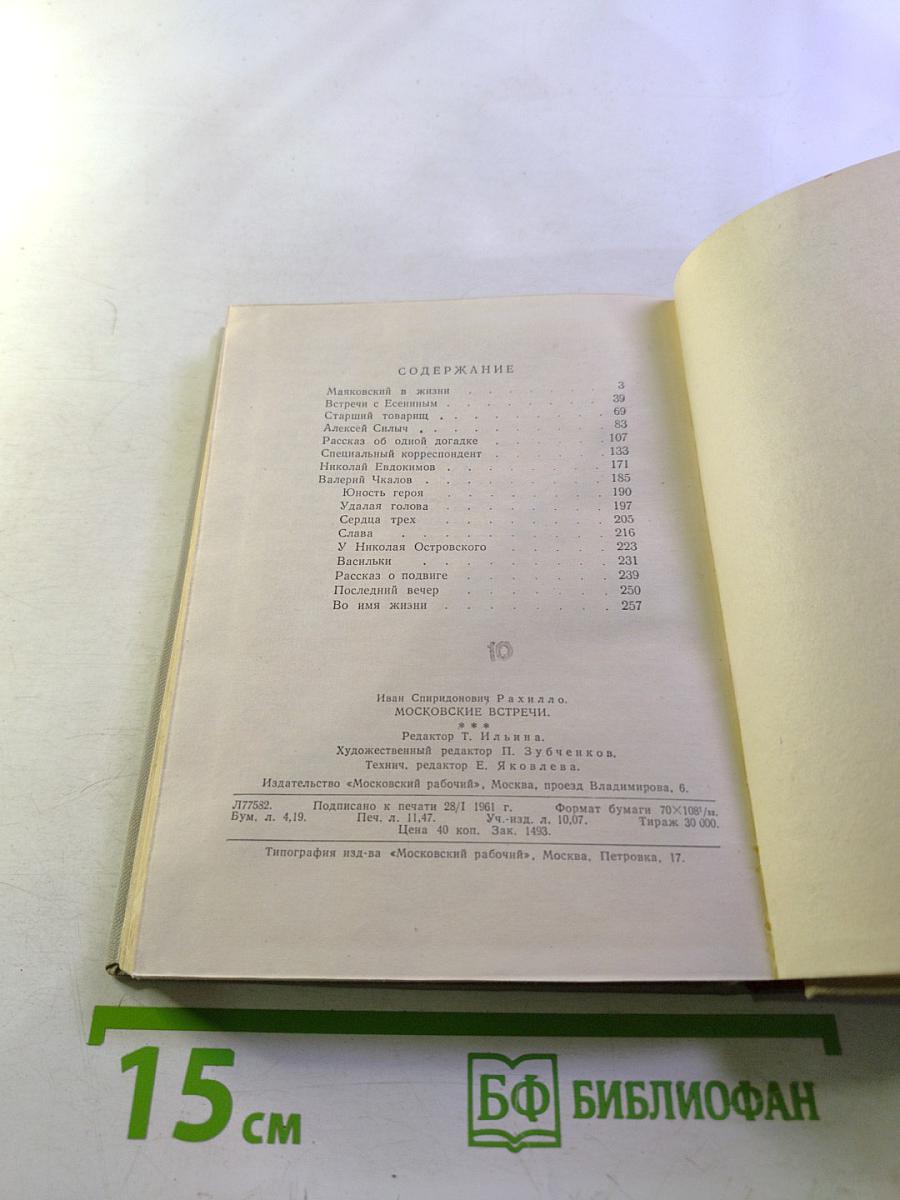 СОДЕРЖАНИЕ
Маяковский в жизни . . . . . . . 3
Встречи с Есениным . . . . . . . . 39
Старший товарищ . . . . . . . . 69
Алексей Силыч . . . . . . . . . 83
Рассказ об одной догадке . . . . . . 107
Специальный корреспондент . . . . . . 133
Николай Евдокимов . . . . . . . . 171
Валерий Чкалов . . . . . . . . . 185
Юность героя . . . . . . . . 190
Удалая голова . . . . . . . . 197
Сердца трех . . . . . . . . 205
Слава . . . . . . . . . . 216
У Николая Островского . . . . . 223
Васильки . . . . . . . . . 231
Рассказ о подвиге . . . . . . . 239
Последний вечер . . . . . . . 250
Во имя жизни . . . . . . . . . 257
10
Иван Спиридонович Рахилло.
МОСКОВСКИЕ ВСТРЕЧИ.
* * *
Редактор Т. Ильина.
Художественный редактор П. Зубченков.
Технич. редактор Е. Яковлева.
Издательство «Московский рабочий», Москва, проезд Владимирова, 6.
Л77582. Подписано к печати 28/I 1961 г. Формат бумаги 70×108¹/м.
Бум. л. 4,19. Печ. л. 11,47. Уч.-изд. л. 10,07. Тираж 30 000.
Цена 40 коп. Зак. 1493.
Типография изд-ва «Московский рабочий», Москва, Петровка, 17.
15 см
БФ БИБЛИОФАН